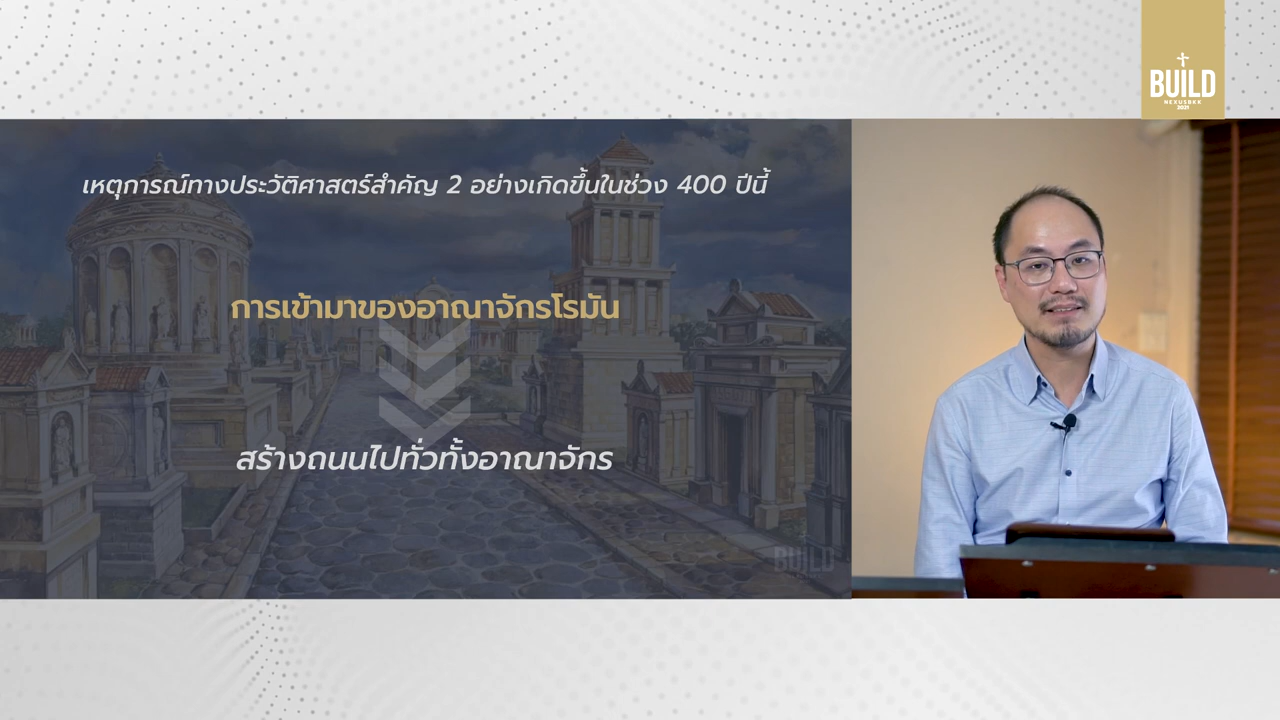 BUILD
NEXUSBKK
2021
เหตุการณ์ทางประวัติศาสตร์สำคัญ 2 อย่างเกิดขึ้นในช่วง 400 ปีนี้
การเข้ามาของอาณาจักรโรมัน
สร้างถนนไปทั่วทั้งอาณาจักร
BUILD